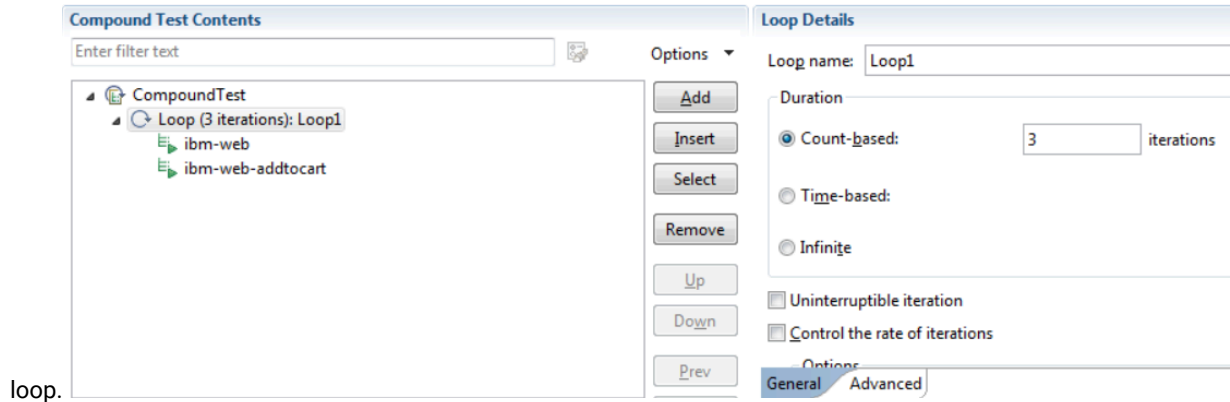 Compound Test Contents
Enter filter text
Options
CompoundTest
Loop (3 iterations): Loop1
ibm-web
ibm-web-addtocart
Add
Insert
Select
Remove
Up
Down
Prev
Loop Details
Loop name: Loop1
Duration
Count-based: 3 iterations
Time-based:
Infinite
Uninterruptible iteration
Control the rate of iterations
Options
General Advanced
loop.